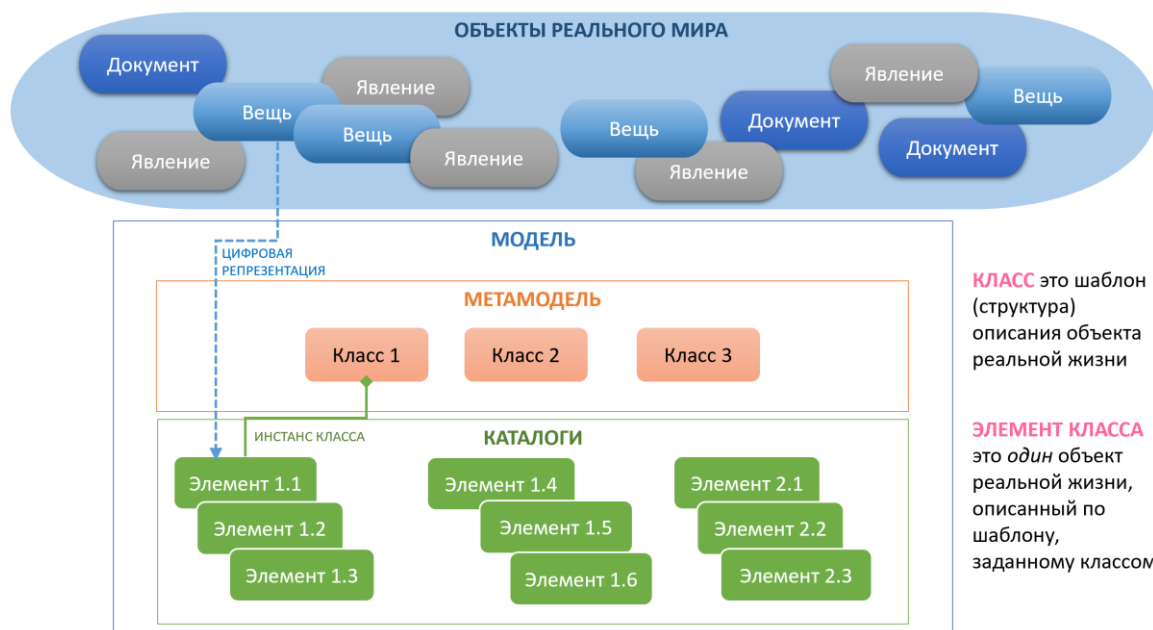 ОБЪЕКТЫ РЕАЛЬНОГО МИРА
Документ
Явление
Вещь
Вещь
Явление
Явление
Явление
Вещь
Вещь
Документ
Документ
Явление
МОДЕЛЬ
ЦИФРОВАЯ
РЕПРЕЗЕНТАЦИЯ
МЕТАМОДЕЛЬ
Класс 1
Класс 2
Класс 3
ИНСТАНС КЛАССА
КАТАЛОГИ
Элемент 1.1
Элемент 1.2
Элемент 1.3
Элемент 1.4
Элемент 1.5
Элемент 1.6
Элемент 2.1
Элемент 2.2
Элемент 2.3
КЛАСС это шаблон
(структура)
описания объекта
реальной жизни
ЭЛЕМЕНТ КЛАССА
это один объект
реальной жизни,
описанный по
шаблону,
заданному классом